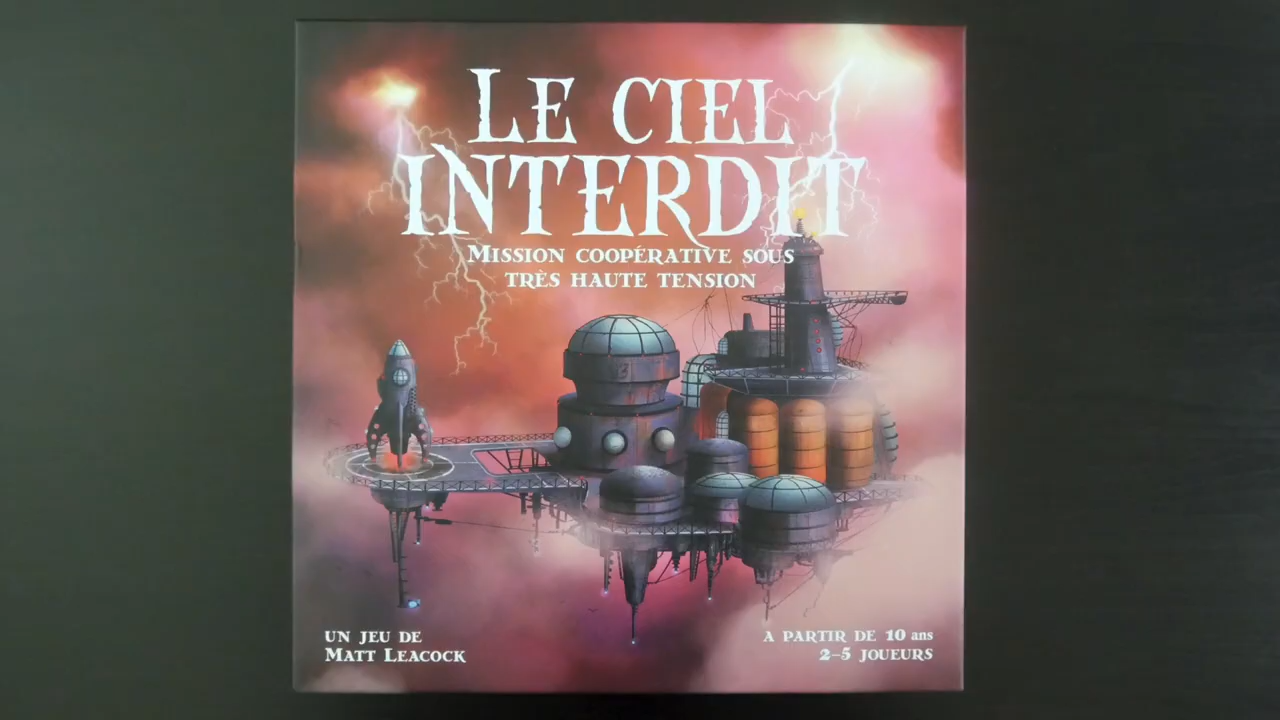 LE CIEL
INTERDIT
MISSION COOPÉRATIVE SOUS
TRÈS HAUTE TENSION
UN JEU DE
MATT LEACOCK
A PARTIR DE 10 ans
2-5 JOUEURS